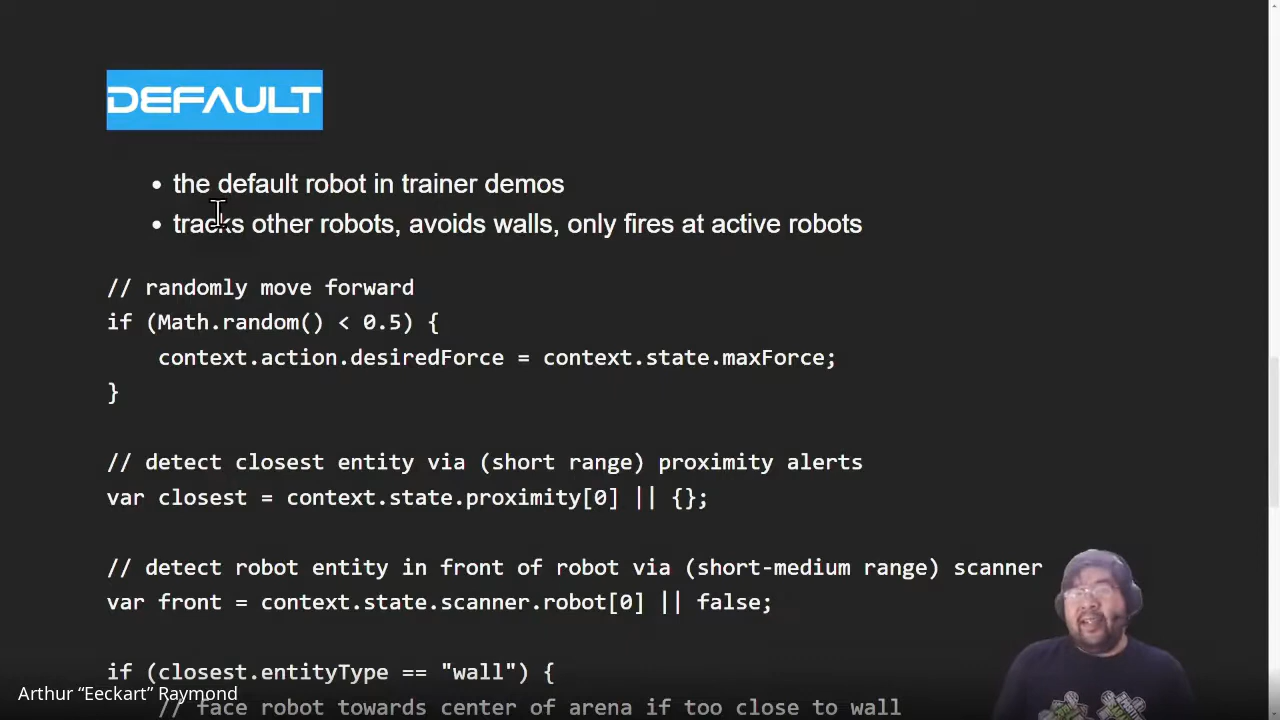 DEFAULT
• the default robot in trainer demos
• tracks other robots, avoids walls, only fires at active robots
// randomly move forward
if (Math.random() < 0.5) {
    context.action.desiredForce = context.state.maxForce;
}
// detect closest entity via (short range) proximity alerts
var closest = context.state.proximity[0] || {};
// detect robot entity in front of robot via (short-medium range) scanner
var front = context.state.scanner.robot[0] || false;
if (closest.entityType == "wall") {
    // face robot towards center of arena if too close to wall
Arthur “Eeckart” Raymond